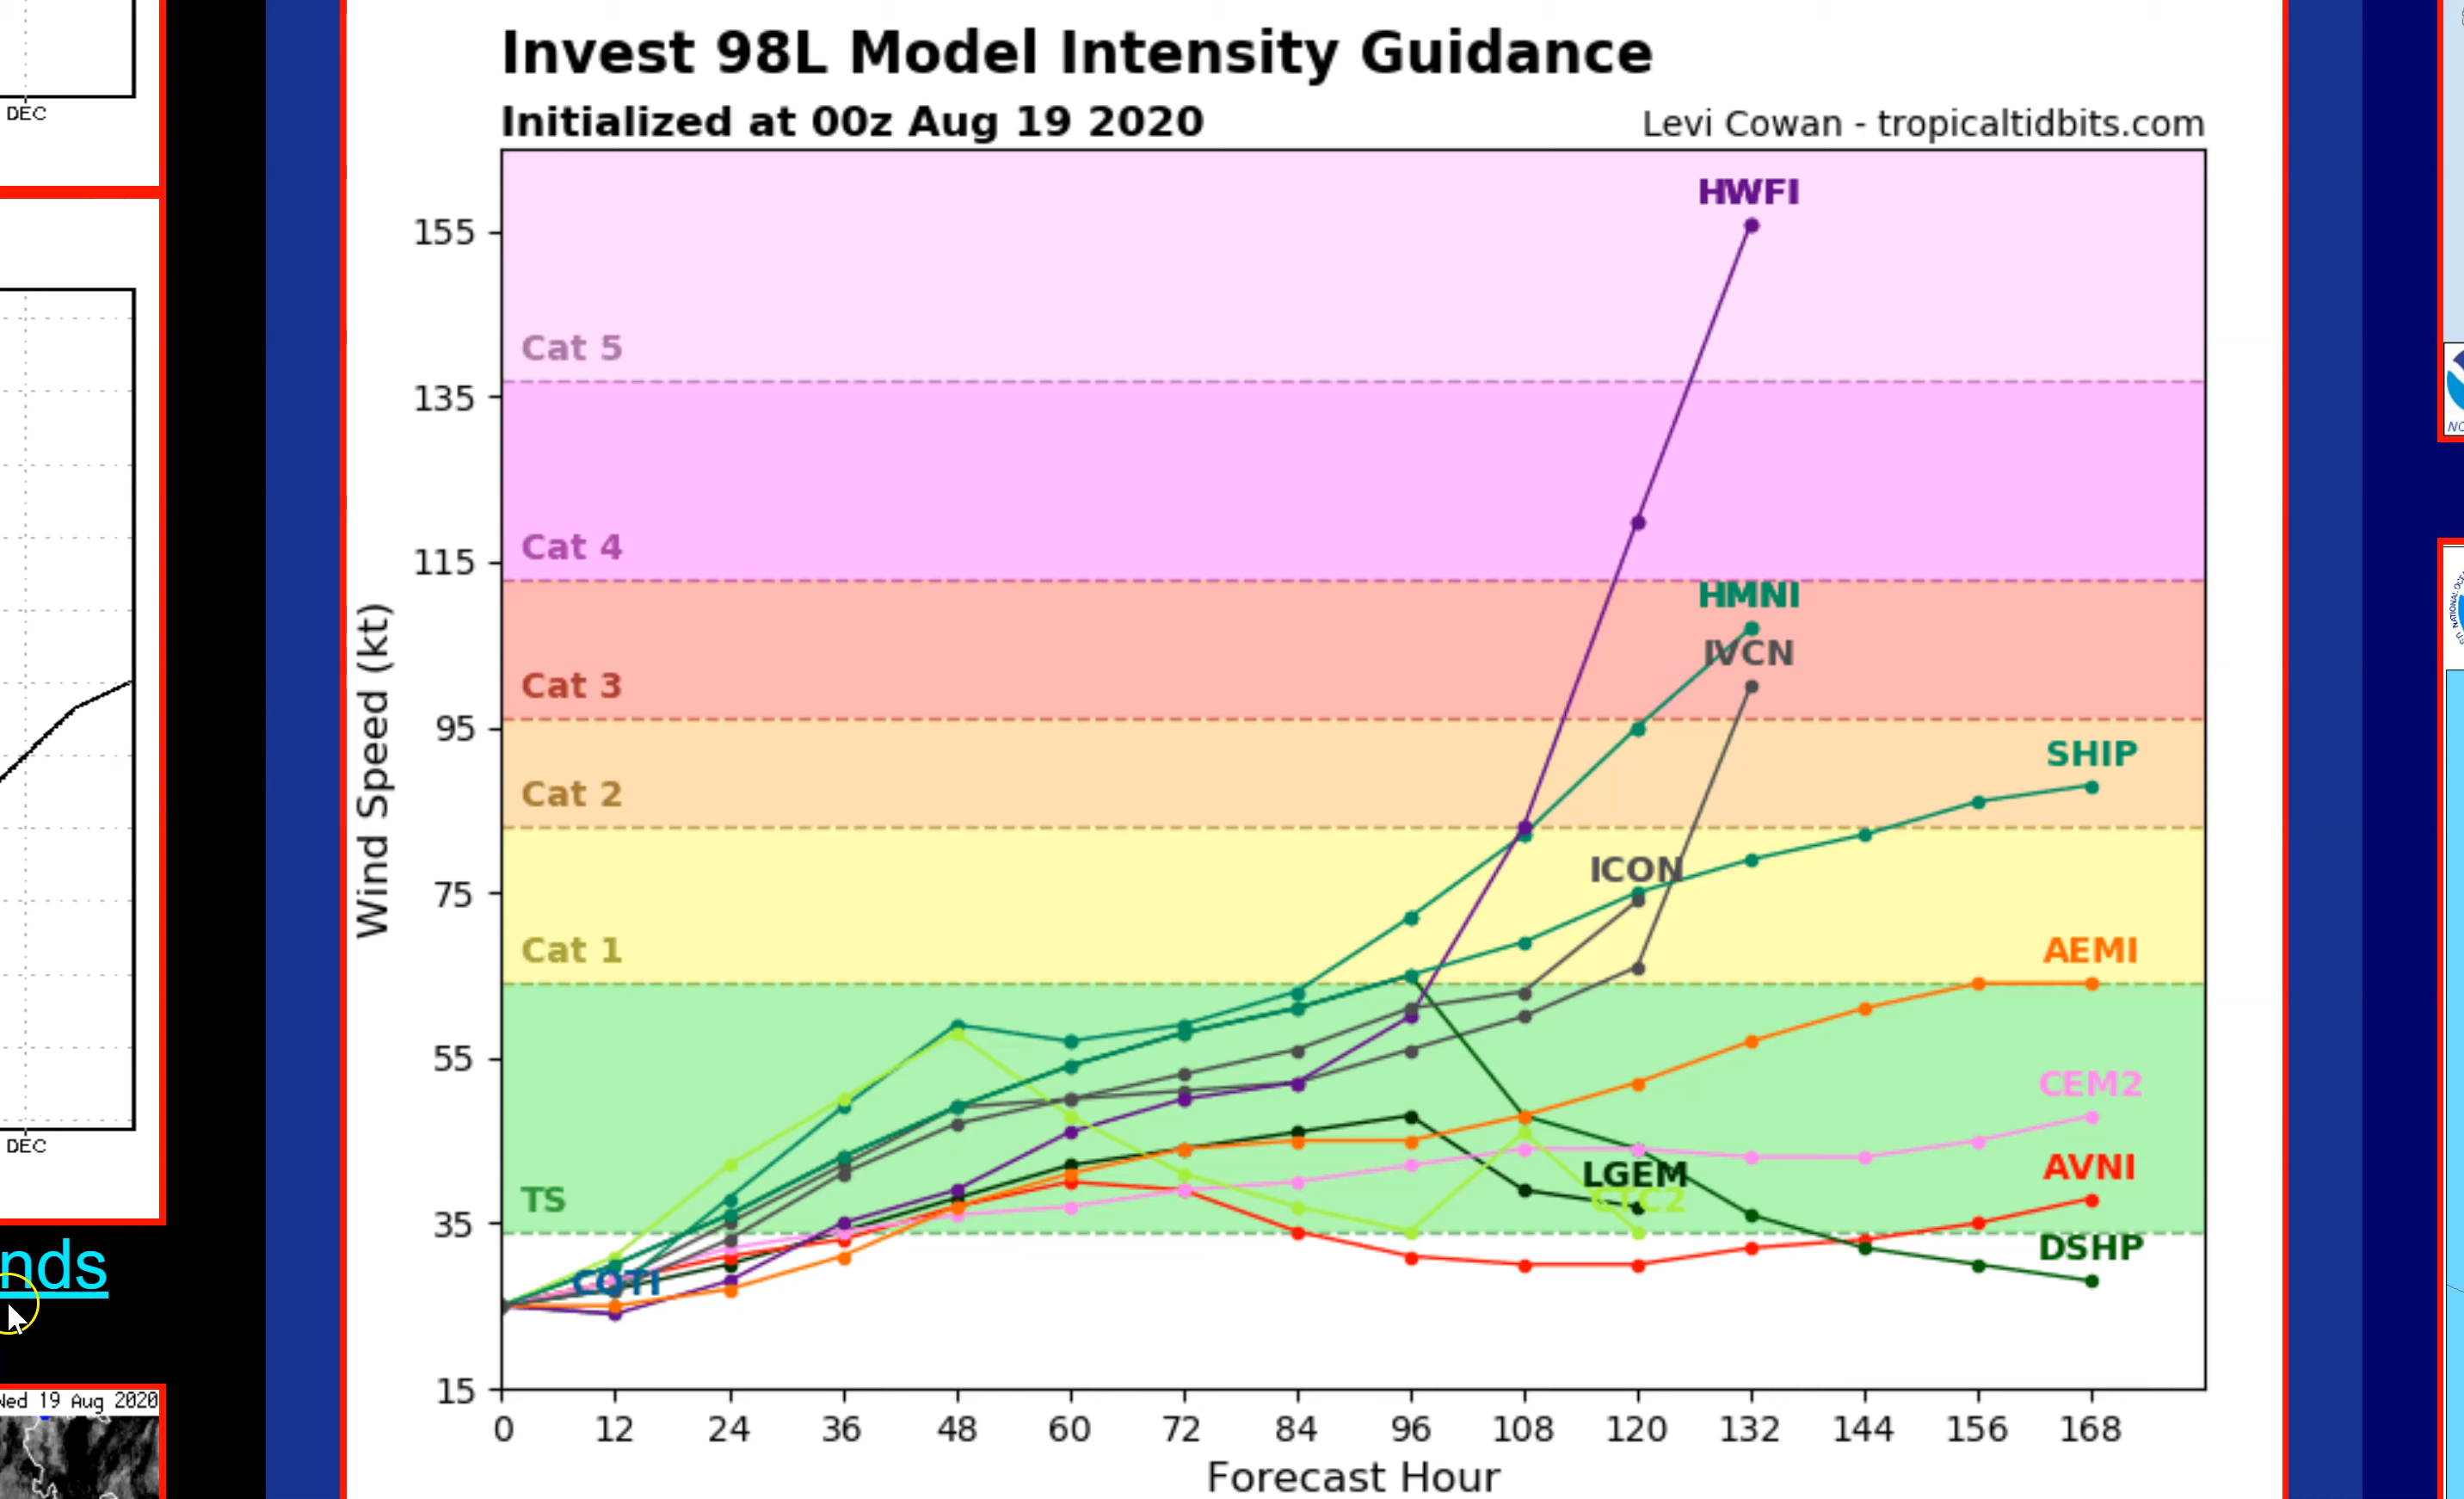 DEC
DEC
nds
Wed 19 Aug 2020
Invest 98L Model Intensity Guidance
Initialized at 00z Aug 19 2020
Levi Cowan - tropicaltidbits.com
HWFI
155
Cat 5
135
Cat 4
115
HMNI
IVCN
Cat 3
95
SHIP
Cat 2
ICON
75
Cat 1
AEMI
55
CEM2
AVNI
LGEM
CTC2
TS
35
DSHP
COTI
15
0 12 24 36 48 60 72 84 96 108 120 132 144 156 168
Wind Speed (kt)
Forecast Hour